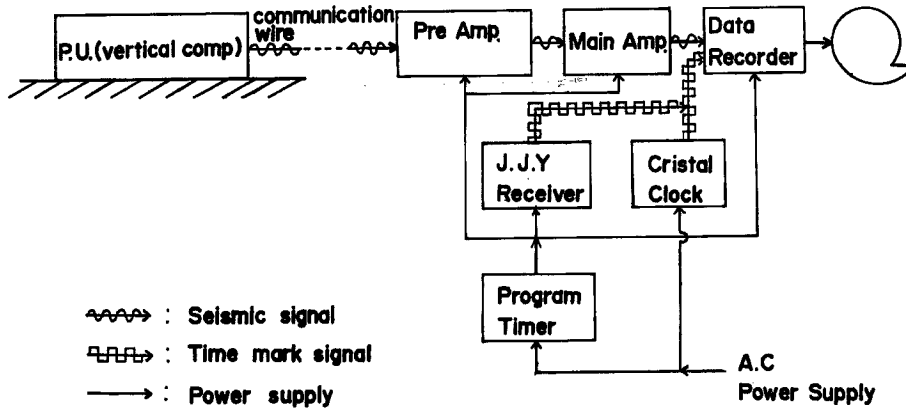 communication
wire
P.U.(vertical comp)
Pre Amp.
Main Amp.
Data
Recorder
J.J.Y
Receiver
Cristal
Clock
Program
Timer
: Seismic signal
: Time mark signal
: Power supply
A.C
Power Supply